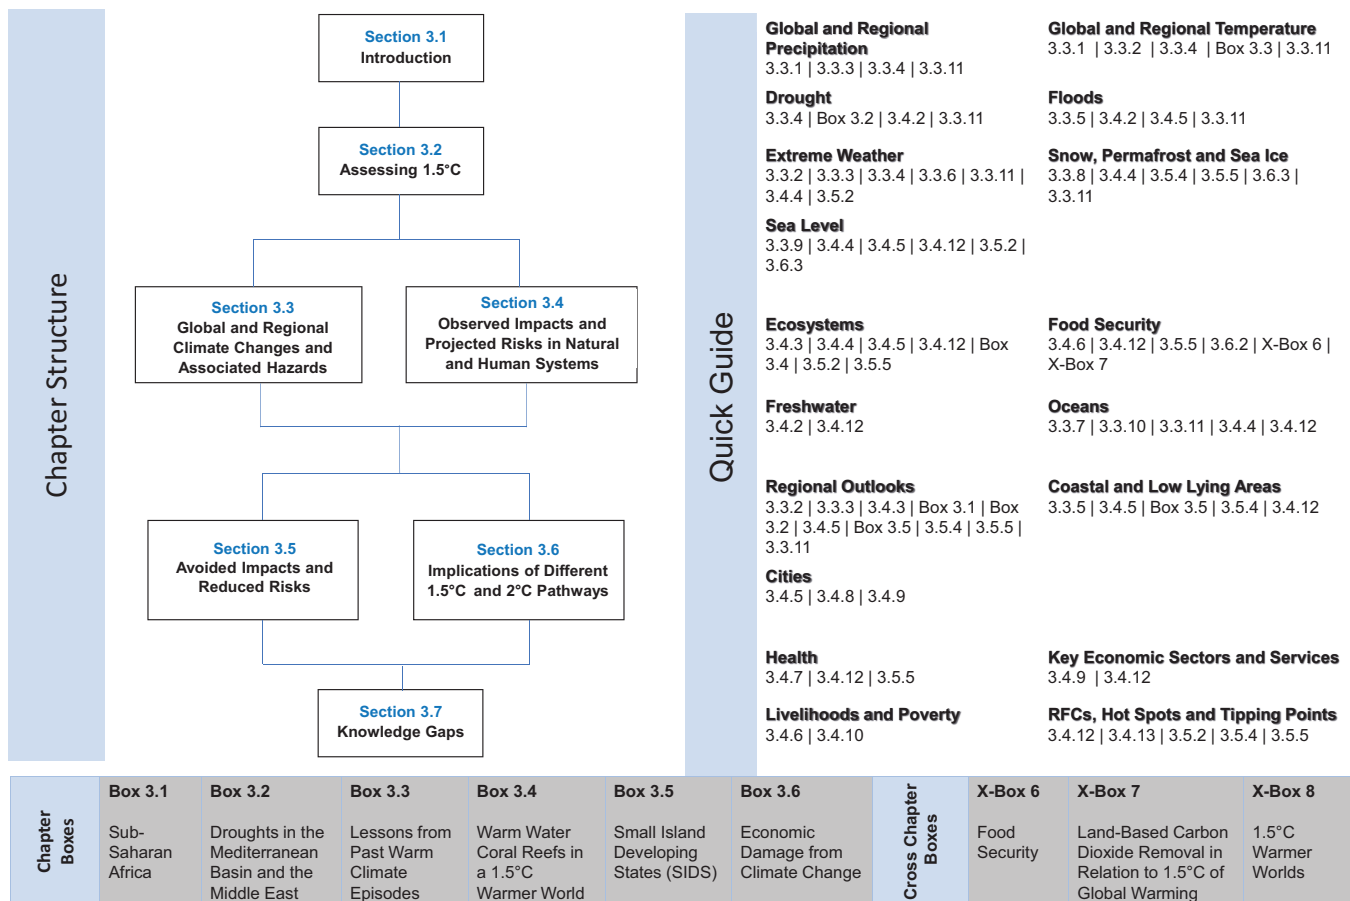 Chapter Structure
Section 3.1
Introduction
Section 3.2
Assessing 1.5°C
Section 3.3
Global and Regional
Climate Changes and
Associated Hazards
Section 3.4
Observed Impacts and
Projected Risks in Natural
and Human Systems
Section 3.5
Avoided Impacts and
Reduced Risks
Section 3.6
Implications of Different
1.5°C and 2°C Pathways
Section 3.7
Knowledge Gaps
Quick Guide
Global and Regional
Precipitation
3.3.1 | 3.3.3 | 3.3.4 | 3.3.11
Global and Regional Temperature
3.3.1 | 3.3.2 | 3.3.4 | Box 3.3 | 3.3.11
Drought
3.3.4 | Box 3.2 | 3.4.2 | 3.3.11
Floods
3.3.5 | 3.4.2 | 3.4.5 | 3.3.11
Extreme Weather
3.3.2 | 3.3.3 | 3.3.4 | 3.3.6 | 3.3.11 |
3.4.4 | 3.5.2
Snow, Permafrost and Sea Ice
3.3.8 | 3.4.4 | 3.5.4 | 3.5.5 | 3.6.3 |
3.3.11
Sea Level
3.3.9 | 3.4.4 | 3.4.5 | 3.4.12 | 3.5.2 |
3.6.3
Ecosystems
3.4.3 | 3.4.4 | 3.4.5 | 3.4.12 | Box
3.4 | 3.5.2 | 3.5.5
Food Security
3.4.6 | 3.4.12 | 3.5.5 | 3.6.2 | X-Box 6 |
X-Box 7
Freshwater
3.4.2 | 3.4.12
Oceans
3.3.7 | 3.3.10 | 3.3.11 | 3.4.4 | 3.4.12
Regional Outlooks
3.3.2 | 3.3.3 | 3.4.3 | Box 3.1 | Box
3.2 | 3.4.5 | Box 3.5 | 3.5.4 | 3.5.5 |
3.3.11
Coastal and Low Lying Areas
3.3.5 | 3.4.5 | Box 3.5 | 3.5.4 | 3.4.12
Cities
3.4.5 | 3.4.8 | 3.4.9
Health
3.4.7 | 3.4.12 | 3.5.5
Key Economic Sectors and Services
3.4.9 | 3.4.12
Livelihoods and Poverty
3.4.6 | 3.4.10
RFCs, Hot Spots and Tipping Points
3.4.12 | 3.4.13 | 3.5.2 | 3.5.4 | 3.5.5
Chapter
Boxes
Box 3.1
Sub-
Saharan
Africa
Box 3.2
Droughts in the
Mediterranean
Basin and the
Middle East
Box 3.3
Lessons from
Past Warm
Climate
Episodes
Box 3.4
Warm Water
Coral Reefs in
a 1.5°C
Warmer World
Box 3.5
Small Island
Developing
States (SIDS)
Box 3.6
Economic
Damage from
Climate Change
Cross Chapter
Boxes
X-Box 6
Food
Security
X-Box 7
Land-Based Carbon
Dioxide Removal in
Relation to 1.5°C of
Global Warming
X-Box 8
1.5°C
Warmer
Worlds